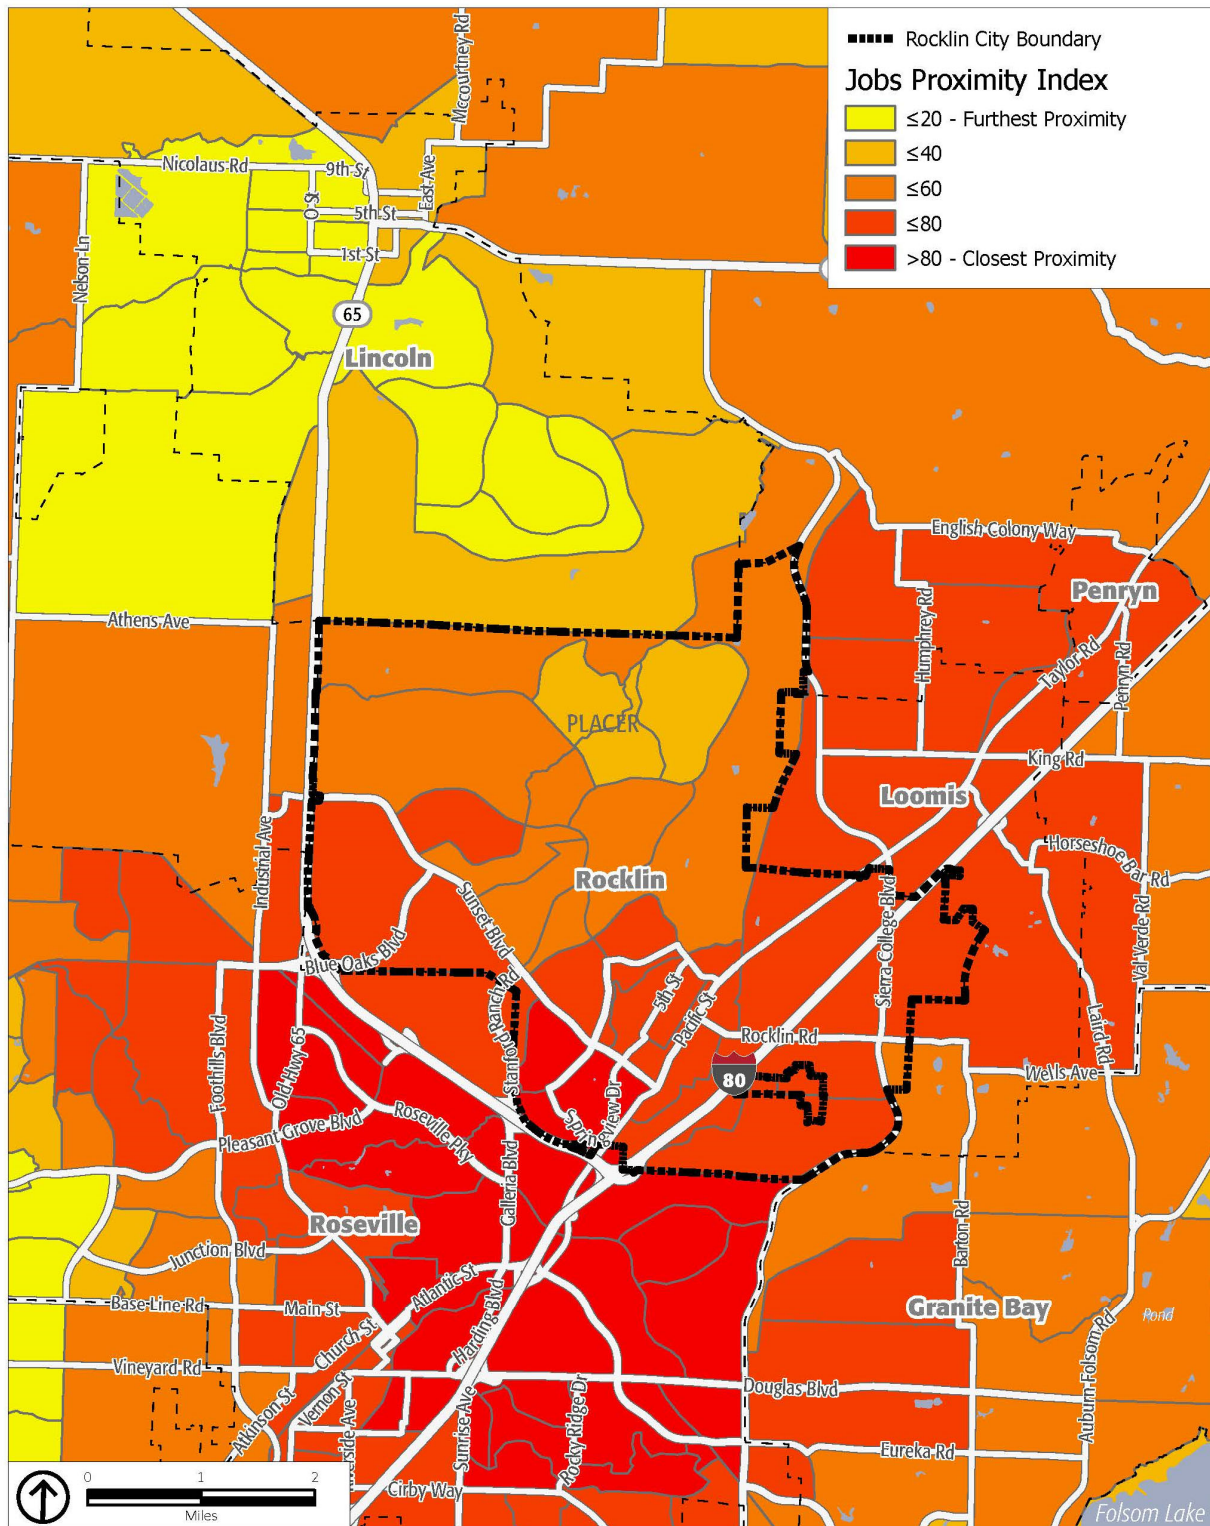 Rocklin City Boundary
Jobs Proximity Index
≤20 - Furthest Proximity
≤40
≤60
≤80
>80 - Closest Proximity
Mccourtney Rd
Nicolaus Rd
9th St
East Ave
O St
5th St
1st St
Nelson Ln
65
Lincoln
English Colony Way
Penryn
Athens Ave
Humphrey Rd
Taylor Rd
Penryn Rd
PLACER
King Rd
Loomis
Industrial Ave
Horseshoe Bar Rd
Rocklin
Sunset Blvd
Sierra College Blvd
Val Verde Rd
Blue Oaks Blvd
Stanford Ranch Rd
5th St
Pacific St
Laird Rd
Rocklin Rd
Foothills Blvd
Old Hwy 65
80
Wells Ave
Springview Dr
Pleasant Grove Blvd
Roseville Pky
Galleria Blvd
Roseville
Barton Rd
Junction Blvd
Atlantic St
Base Line Rd
Main St
Granite Bay
Pond
Church St
Harding Blvd
Auburn Folsom Rd
Vineyard Rd
Douglas Blvd
Vernon St
Atkinson St
Sunrise Ave
Rocky Ridge Dr
Eureka Rd
verside Ave
Cirby Way
0 1 2
Miles
Folsom Lake